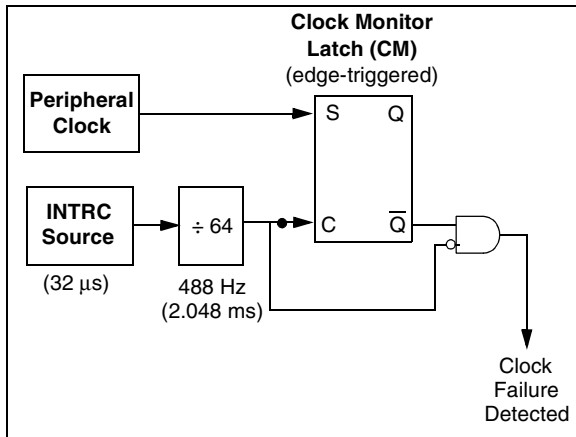 Clock Monitor
Latch (CM)
(edge-triggered)
Peripheral
Clock
S Q
INTRC
Source
÷ 64
C Q̅
(32 μs)
488 Hz
(2.048 ms)
Clock
Failure
Detected